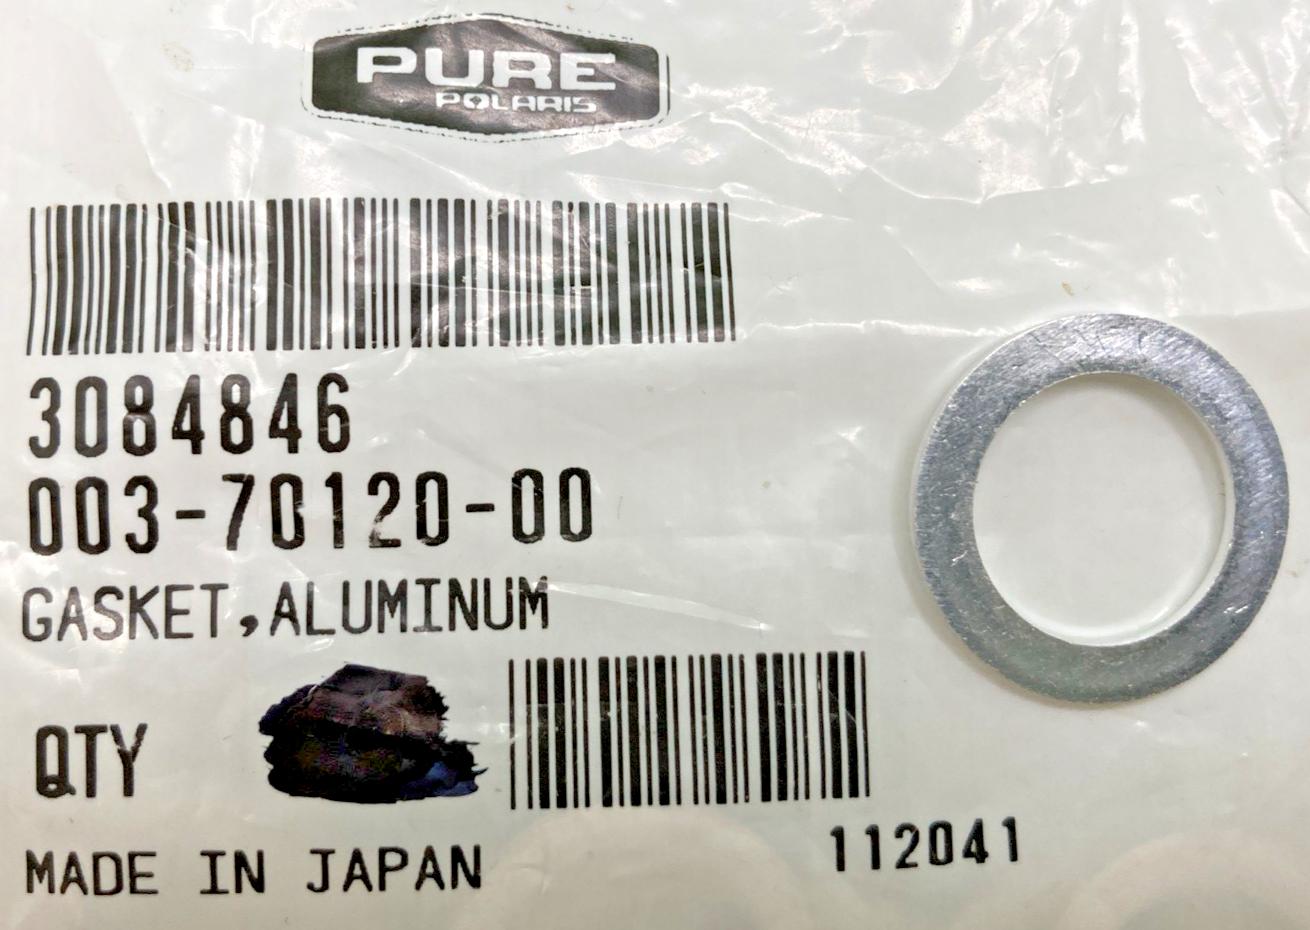 PURE
POLARIS
3084846
003-70120-00
GASKET,ALUMINUM
QTY
MADE IN JAPAN
112041